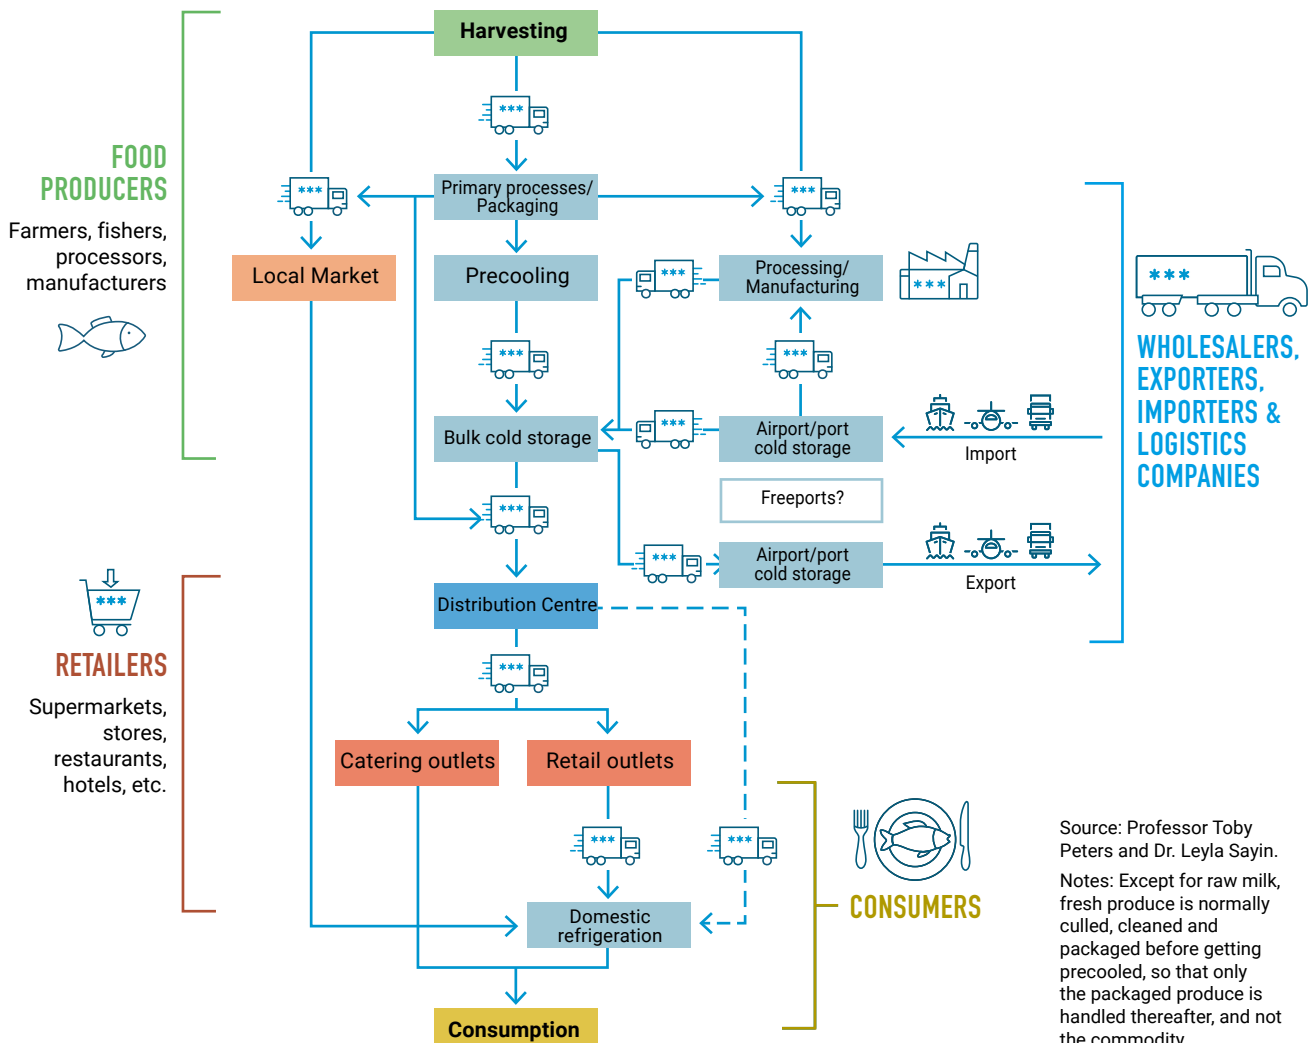 Harvesting
FOOD
PRODUCERS
Farmers, fishers,
processors,
manufacturers
Primary processes/
Packaging
Local Market
Precooling
Processing/
Manufacturing
WHOLESALERS,
EXPORTERS,
IMPORTERS &
LOGISTICS
COMPANIES
Bulk cold storage
Airport/port
cold storage
Import
Freeports?
Airport/port
cold storage
Export
Distribution Centre
RETAILERS
Supermarkets,
stores,
restaurants,
hotels, etc.
Catering outlets
Retail outlets
CONSUMERS
Domestic
refrigeration
Consumption
Source: Professor Toby
Peters and Dr. Leyla Sayin.
Notes: Except for raw milk,
fresh produce is normally
culled, cleaned and
packaged before getting
precooled, so that only
the packaged produce is
handled thereafter, and not
the commodity